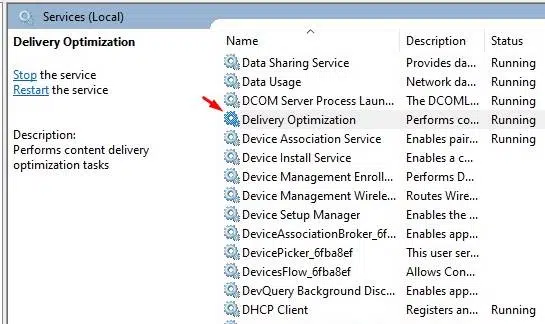 Services (Local)
Delivery Optimization
Stop the service
Restart the service
Description:
Performs content delivery
optimization tasks
Name Description Status
Data Sharing Service Provides da... Running
Data Usage Network da... Running
DCOM Server Process Laun... The DCOML... Running
Delivery Optimization Performs co... Running
Device Association Service Enables pair... Running
Device Install Service Enables a c...
Device Management Enroll... Performs D...
Device Management Wirele... Routes Wire...
Device Setup Manager Enables the ...
DeviceAssociationBroker_6f... Enables app...
DevicePicker_6fba8ef This user ser...
DevicesFlow_6fba8ef Allows Con...
DevQuery Background Disc... Enables app...
DHCP Client Registers an... Running